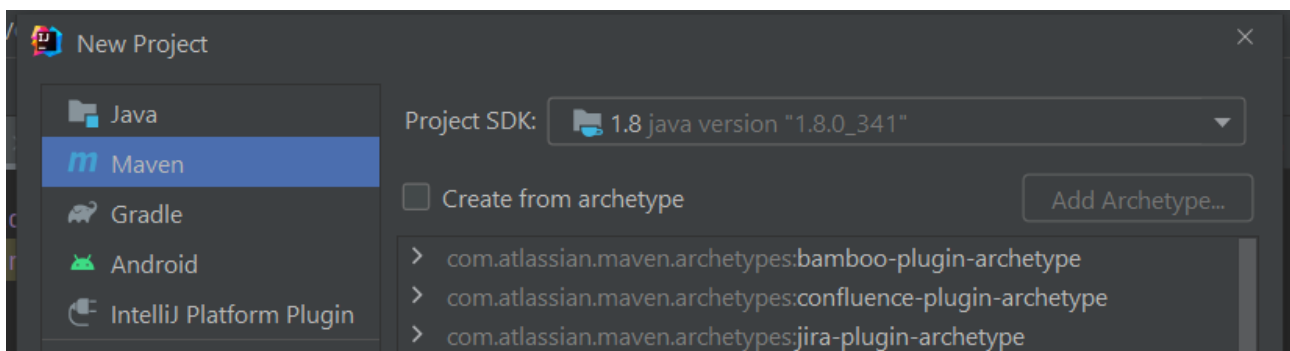 New Project
Java
Maven
Gradle
Android
IntelliJ Platform Plugin
Project SDK: 1.8 java version "1.8.0_341"
Create from archetype
Add Archetype...
com.atlassian.maven.archetypes:bamboo-plugin-archetype
com.atlassian.maven.archetypes:confluence-plugin-archetype
com.atlassian.maven.archetypes:jira-plugin-archetype